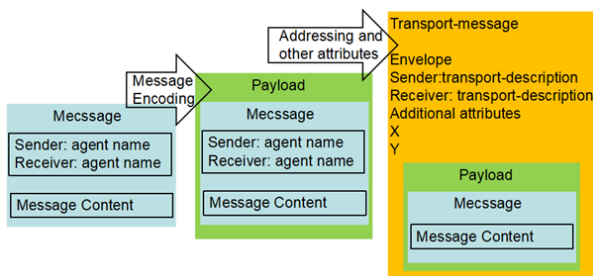 Mecssage
Sender: agent name
Receiver: agent name
Message Content
Message
Encoding
Payload
Mecssage
Sender: agent name
Receiver: agent name
Message Content
Addressing and
other attributes
Transport-message
Envelope
Sender:transport-description
Receiver: transport-description
Additional attributes
X
Y
Payload
Mecssage
Message Content